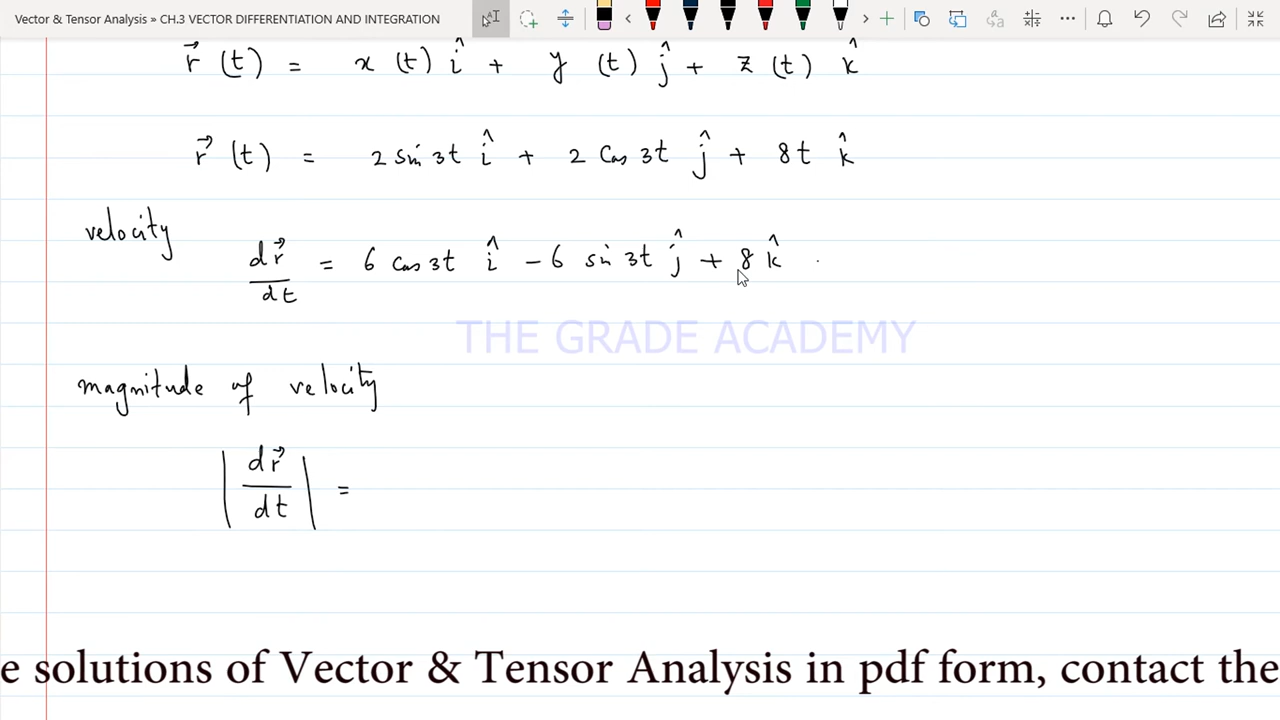 Vector & Tensor Analysis » CH.3 VECTOR DIFFERENTIATION AND INTEGRATION
r⃗ (t) = x (t) î + y (t) ĵ + z (t) k̂
r⃗ (t) = 2 sin 3t î + 2 Cos 3t ĵ + 8t k̂
velocity
dr⃗/dt = 6 cos 3t î - 6 sin 3t ĵ + 8 k̂ .
THE GRADE ACADEMY
magnitude of velocity
| dr⃗/dt | =
e solutions of Vector & Tensor Analysis in pdf form, contact the